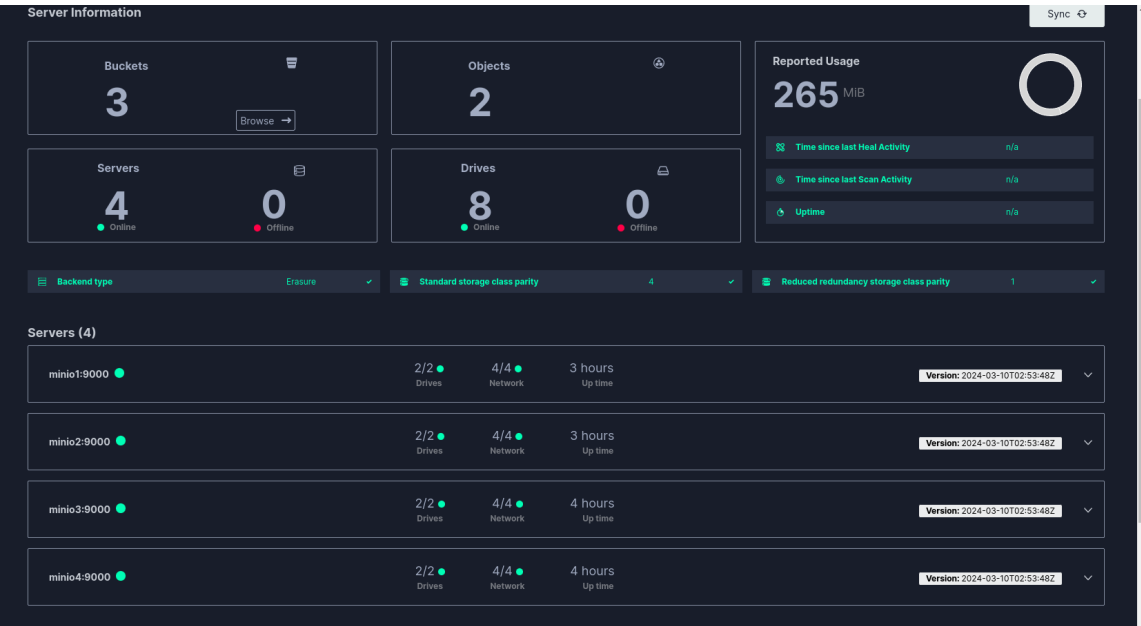 Server Information
Sync
Buckets
3
Browse
Objects
2
Reported Usage
265 MiB
Time since last Heal Activity n/a
Time since last Scan Activity n/a
Uptime n/a
Servers
4 0
Online Offline
Drives
8 0
Online Offline
Backend type Erasure
Standard storage class parity 4
Reduced redundancy storage class parity 1
Servers (4)
minio1:9000 2/2 4/4 3 hours Version: 2024-03-10T02:53:48Z
Drives Network Up time
minio2:9000 2/2 4/4 3 hours Version: 2024-03-10T02:53:48Z
Drives Network Up time
minio3:9000 2/2 4/4 4 hours Version: 2024-03-10T02:53:48Z
Drives Network Up time
minio4:9000 2/2 4/4 4 hours Version: 2024-03-10T02:53:48Z
Drives Network Up time